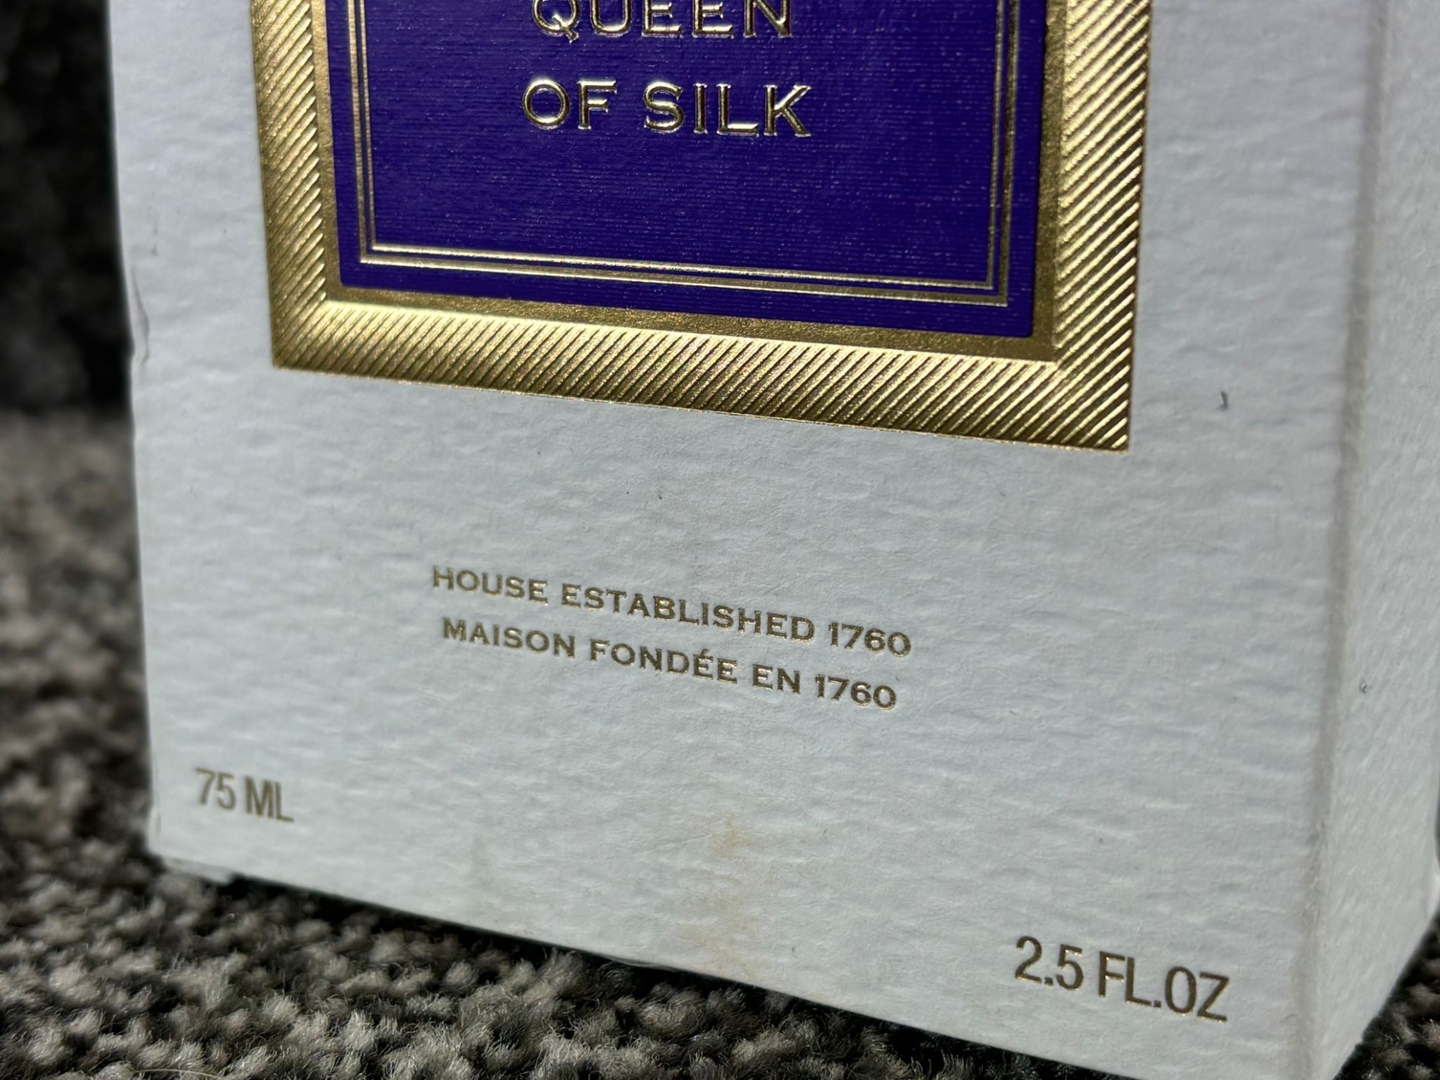 QUEEN
OF SILK
HOUSE ESTABLISHED 1760
MAISON FONDÉE EN 1760
75 ML
2.5 FL.OZ